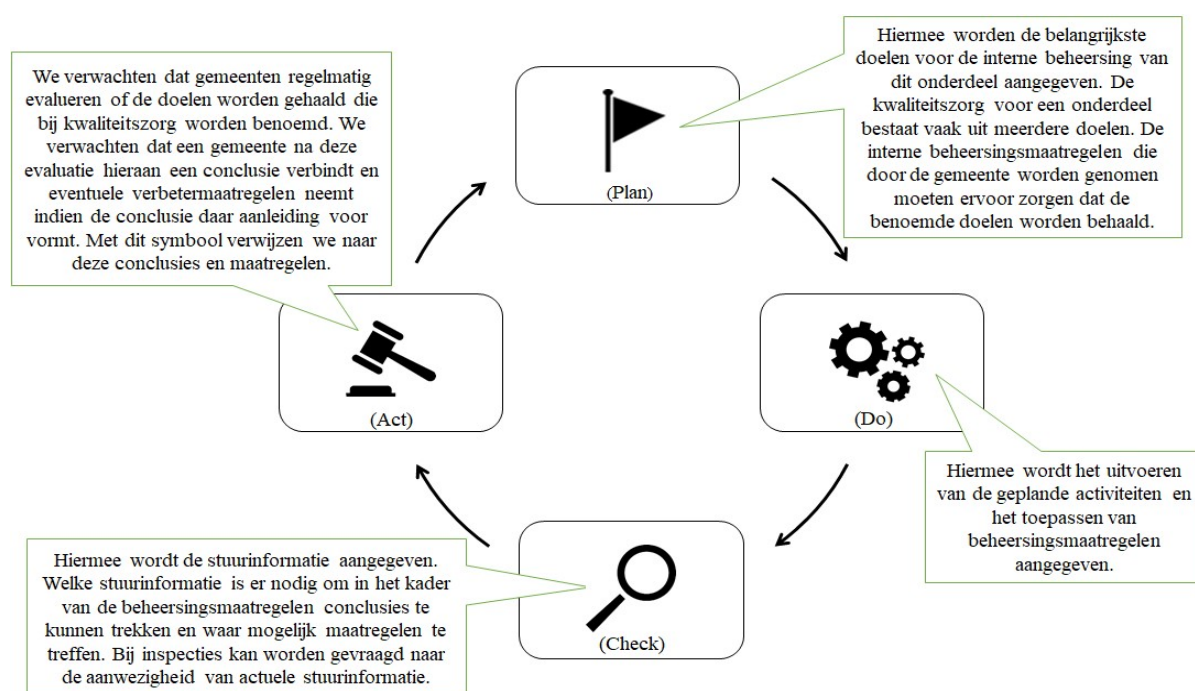 We verwachten dat gemeenten regelmatig
evalueren of de doelen worden gehaald die
bij kwaliteitszorg worden benoemd. We
verwachten dat een gemeente na deze
evaluatie hieraan een conclusie verbindt en
eventuele verbetermaatregelen neemt
indien de conclusie daar aanleiding voor
vormt. Met dit symbool verwijzen we naar
deze conclusies en maatregelen.
(Plan)
Hiermee worden de belangrijkste
doelen voor de interne beheersing van
dit onderdeel aangegeven. De
kwaliteitszorg voor een onderdeel
bestaat vaak uit meerdere doelen. De
interne beheersingsmaatregelen die
door de gemeente worden genomen
moeten ervoor zorgen dat de
benoemde doelen worden behaald.
(Act)
(Do)
Hiermee wordt het uitvoeren
van de geplande activiteiten en
het toepassen van
beheersingsmaatregelen
aangegeven.
Hiermee wordt de stuurinformatie aangegeven.
Welke stuurinformatie is er nodig om in het kader
van de beheersingsmaatregelen conclusies te
kunnen trekken en waar mogelijk maatregelen te
treffen. Bij inspecties kan worden gevraagd naar
de aanwezigheid van actuele stuurinformatie.
(Check)